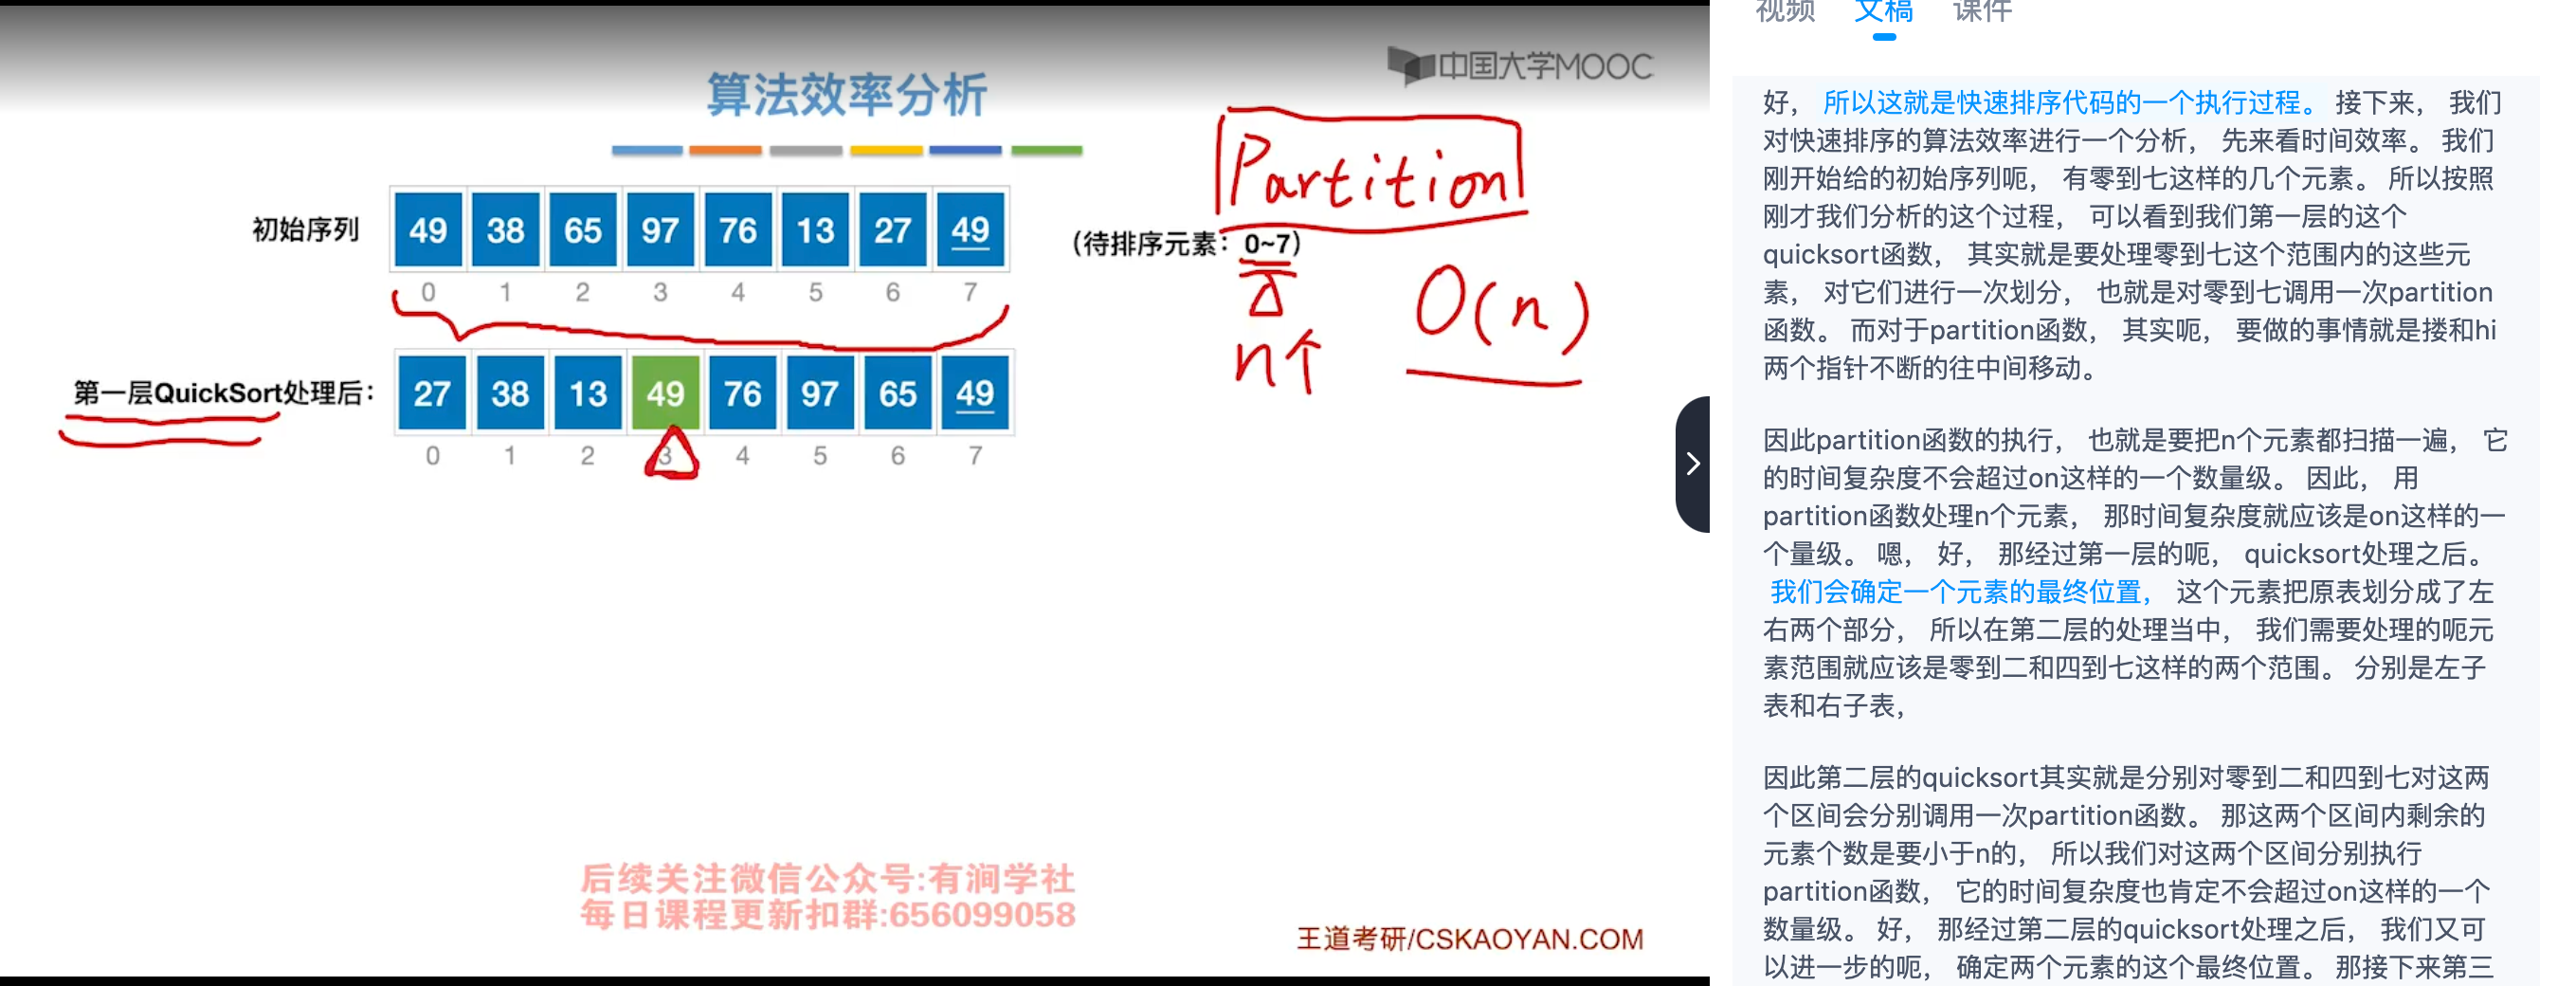 中国大学MOOC
算法效率分析
Partition
初始序列
49 38 65 97 76 13 27 49
(待排序元素：0~7)
0 1 2 3 4 5 6 7
n个
O(n)
第一层QuickSort处理后：
27 38 13 49 76 97 65 49
0 1 2 3 4 5 6 7
后续关注微信公众号:有涧学社
每日课程更新扣群:656099058
王道考研/CSKAOYAN.COM
视频 文稿 课件
好， 所以这就是快速排序代码的一个执行过程。 接下来， 我们
对快速排序的算法效率进行一个分析， 先来看时间效率。 我们
刚开始给的初始序列呃， 有零到七这样的几个元素。 所以按照
刚才我们分析的这个过程， 可以看到我们第一层的这个
quicksort函数， 其实就是要处理零到七这个范围内的这些元
素， 对它们进行一次划分， 也就是对零到七调用一次partition
函数。 而对于partition函数， 其实呃， 要做的事情就是搂和hi
两个指针不断的往中间移动。
因此partition函数的执行， 也就是要把n个元素都扫描一遍， 它
的时间复杂度不会超过on这样的一个数量级。 因此， 用
partition函数处理n个元素， 那时间复杂度就应该是on这样的一
个量级。 嗯， 好， 那经过第一层的呃， quicksort处理之后。
我们会确定一个元素的最终位置， 这个元素把原表划分成了左
右两个部分， 所以在第二层的处理当中， 我们需要处理的呃元
素范围就应该是零到二和四到七这样的两个范围。 分别是左子
表和右子表，
因此第二层的quicksort其实就是分别对零到二和四到七对这两
个区间会分别调用一次partition函数。 那这两个区间内剩余的
元素个数是要小于n的， 所以我们对这两个区间分别执行
partition函数， 它的时间复杂度也肯定不会超过on这样的一个
数量级。 好， 那经过第二层的quicksort处理之后， 我们又可
以进一步的呃， 确定两个元素的这个最终位置。 那接下来第三